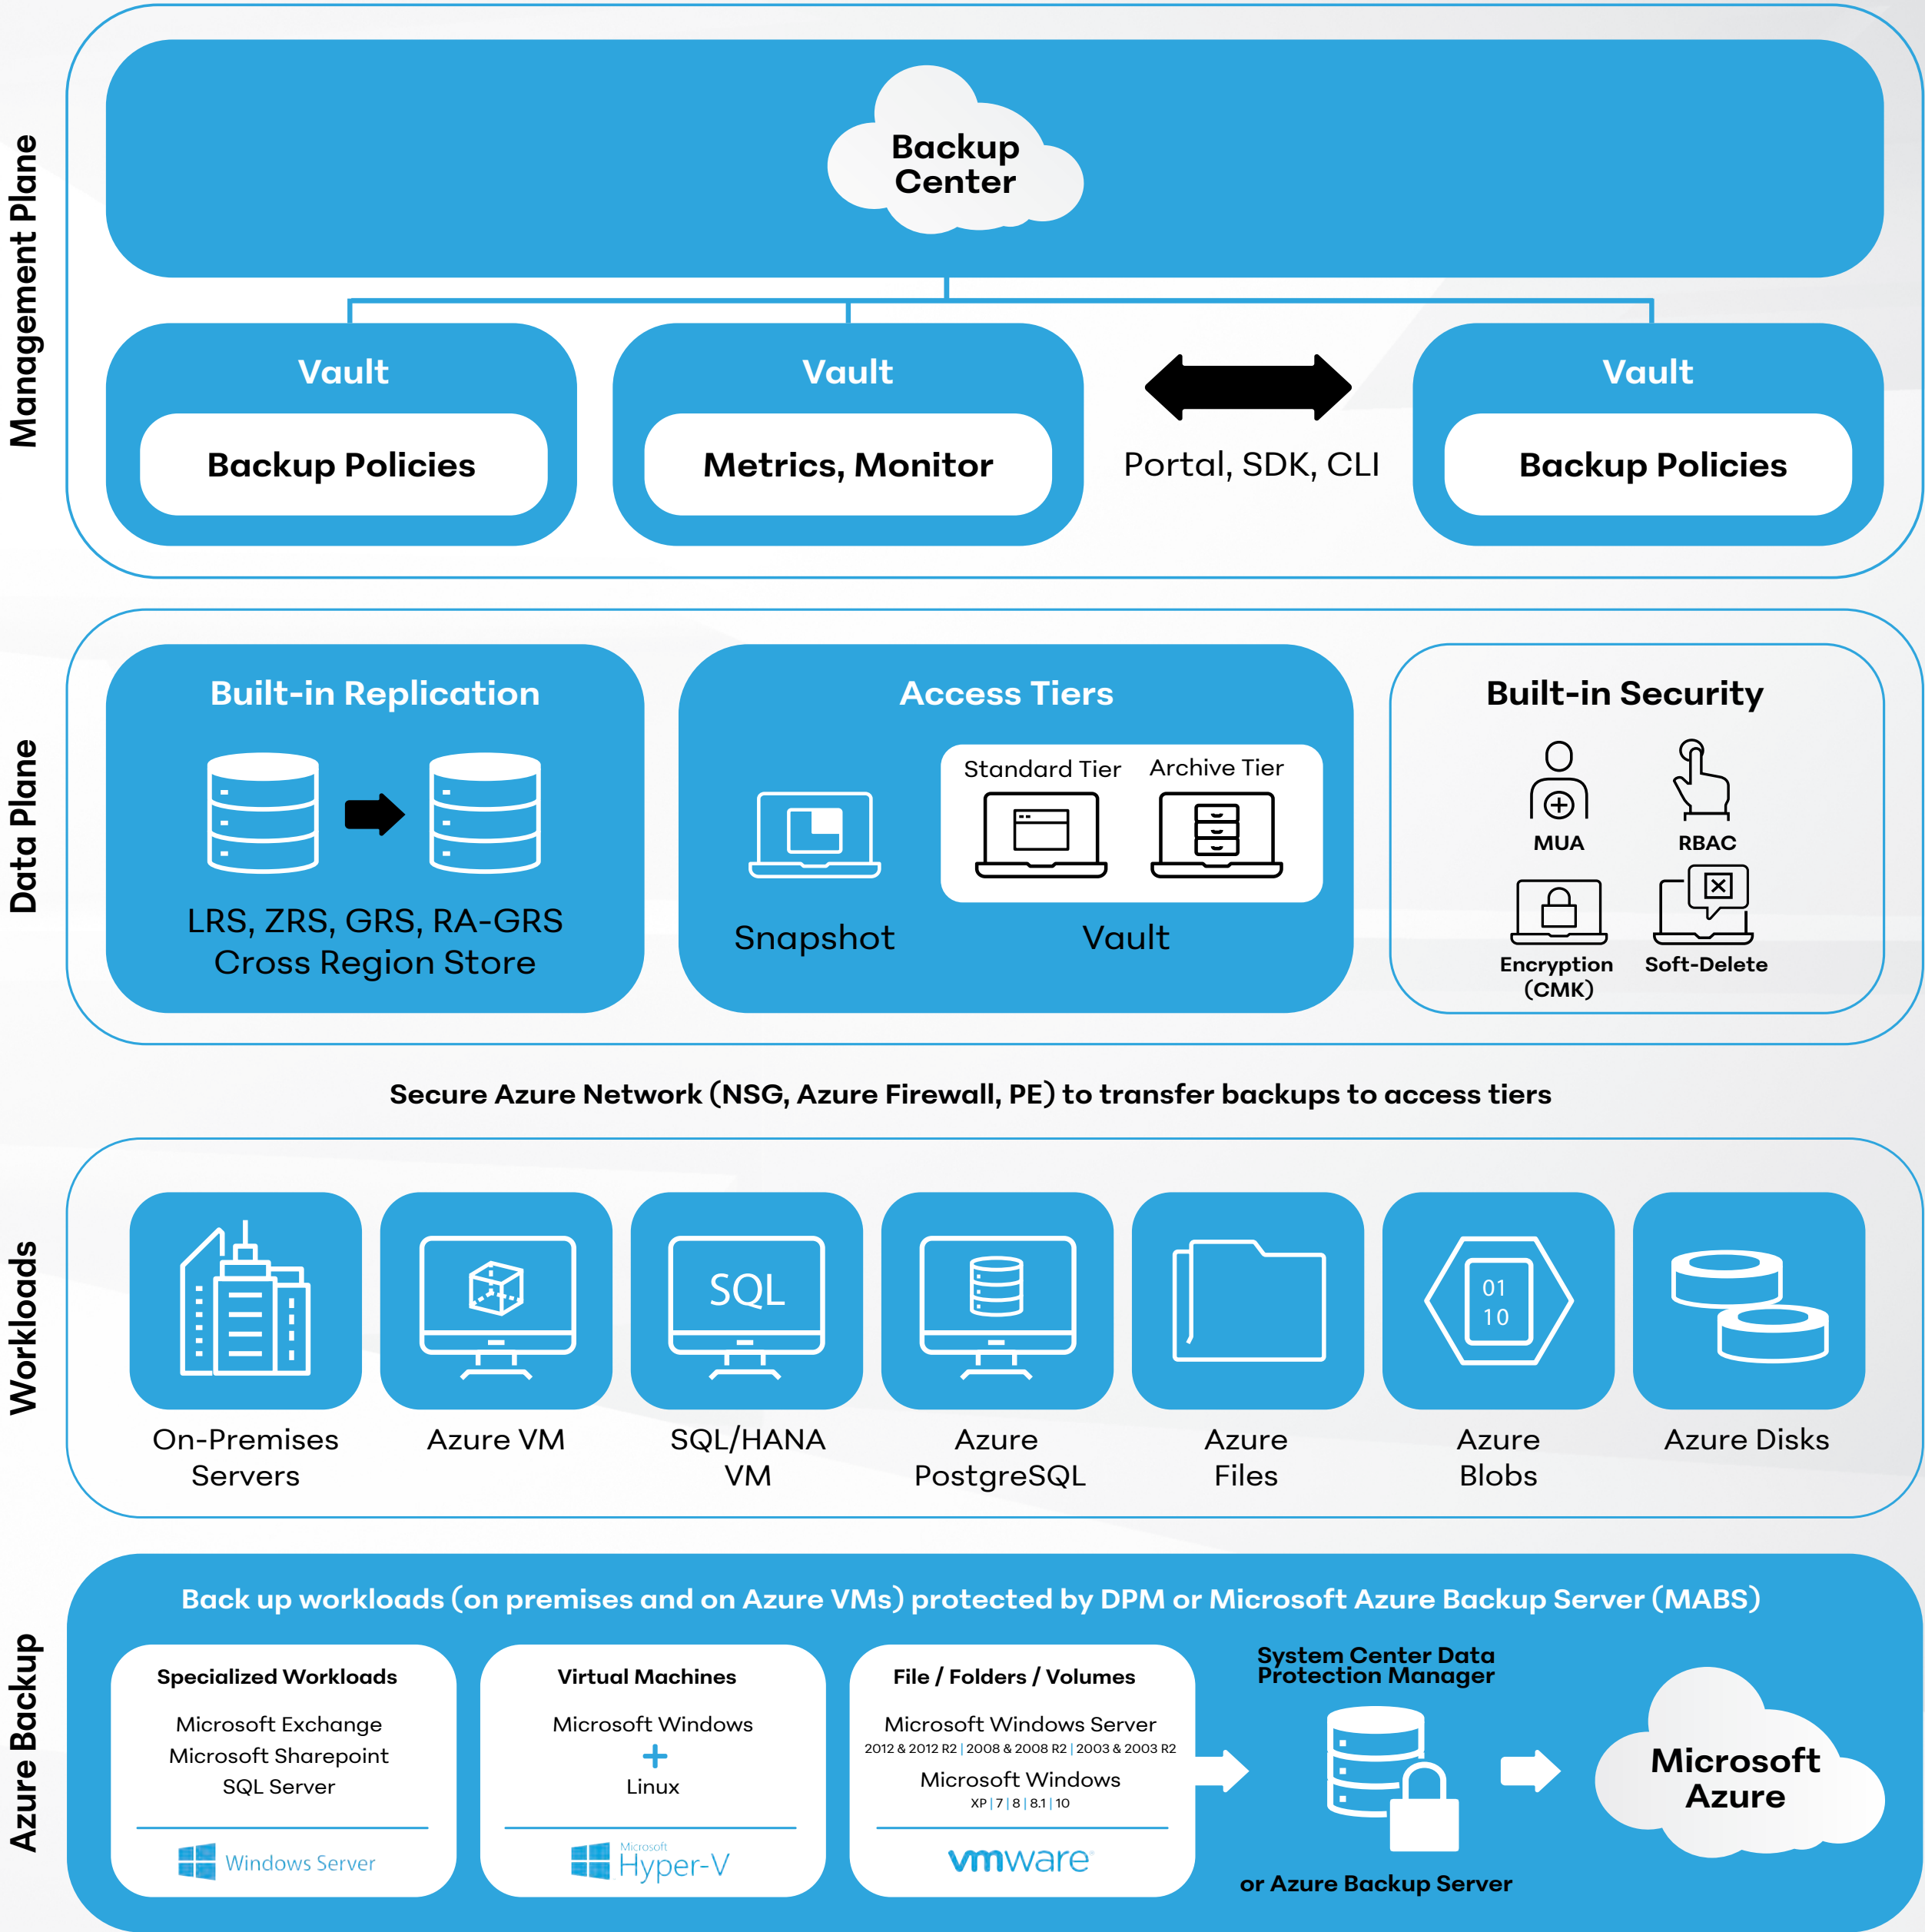 Management Plane
Backup
Center
Vault
Backup Policies
Vault
Metrics, Monitor
Portal, SDK, CLI
Vault
Backup Policies
Data Plane
Built-in Replication
LRS, ZRS, GRS, RA-GRS
Cross Region Store
Access Tiers
Snapshot
Standard Tier
Archive Tier
Vault
Built-in Security
MUA
RBAC
Encryption
(CMK)
Soft-Delete
Secure Azure Network (NSG, Azure Firewall, PE) to transfer backups to access tiers
Workloads
On-Premises
Servers
Azure VM
SQL
SQL/HANA
VM
Azure
PostgreSQL
Azure
Files
01
10
Azure
Blobs
Azure Disks
Azure Backup
Back up workloads (on premises and on Azure VMs) protected by DPM or Microsoft Azure Backup Server (MABS)
Specialized Workloads
Microsoft Exchange
Microsoft Sharepoint
SQL Server
Windows Server
Virtual Machines
Microsoft Windows
+
Linux
Microsoft
Hyper-V
File / Folders / Volumes
Microsoft Windows Server
2012 & 2012 R2 | 2008 & 2008 R2 | 2003 & 2003 R2
Microsoft Windows
XP | 7 | 8 | 8.1 | 10
vmware
System Center Data
Protection Manager
or Azure Backup Server
Microsoft
Azure